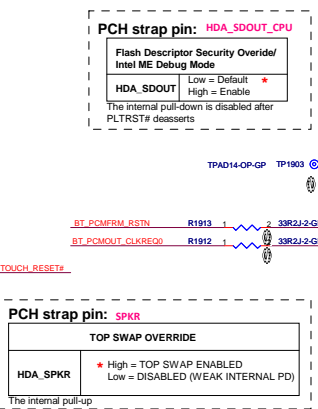 PCH strap pin: HDA_SDOUT_CPU
Flash Descriptor Security Overide/
Intel ME Debug Mode
HDA_SDOUT
Low = Default *
High = Enable
The internal pull-down is disabled after
PLTRST# deasserts
TPAD14-OP-GP TP1903
BT_PCMFRM_RSTN R1913 1 2 33R2J-2-G
BT_PCMOUT_CLKREQ0 R1912 1 2 33R2J-2-G
TOUCH_RESET#
PCH strap pin: SPKR
TOP SWAP OVERRIDE
HDA_SPKR
* High = TOP SWAP ENABLED
Low = DISABLED (WEAK INTERNAL PD)
The internal pull-up